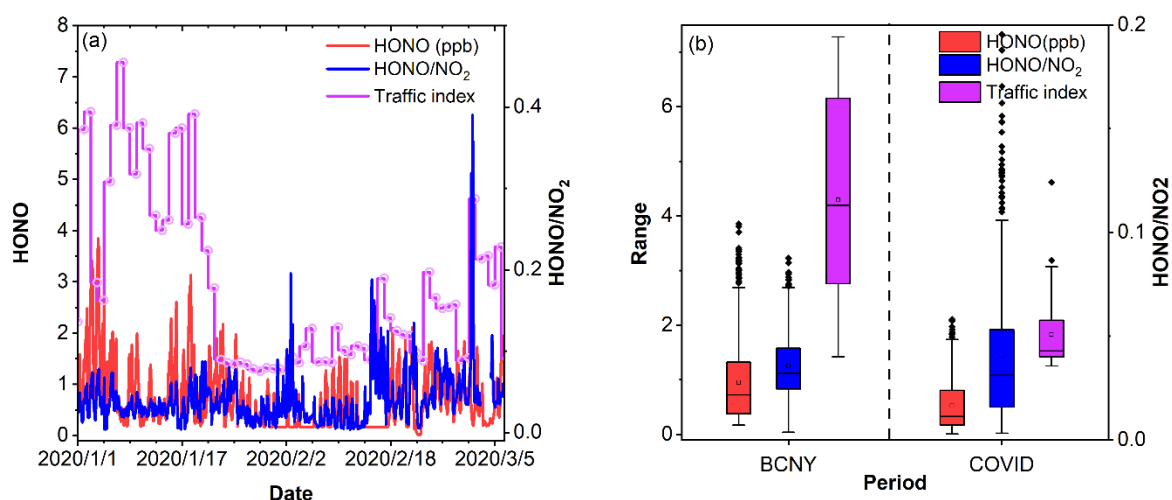 (a)
HONO (ppb)
HONO/NO₂
Traffic index
8
7
6
5
4
3
2
1
0
HONO
0.4
0.2
0.0
HONO/NO₂
2020/1/1
2020/1/17
2020/2/2
2020/2/18
2020/3/5
Date
(b)
HONO(ppb)
HONO/NO₂
Traffic index
6
4
2
0
Range
0.2
0.1
0.0
HONO/NO2
BCNY
COVID
Period